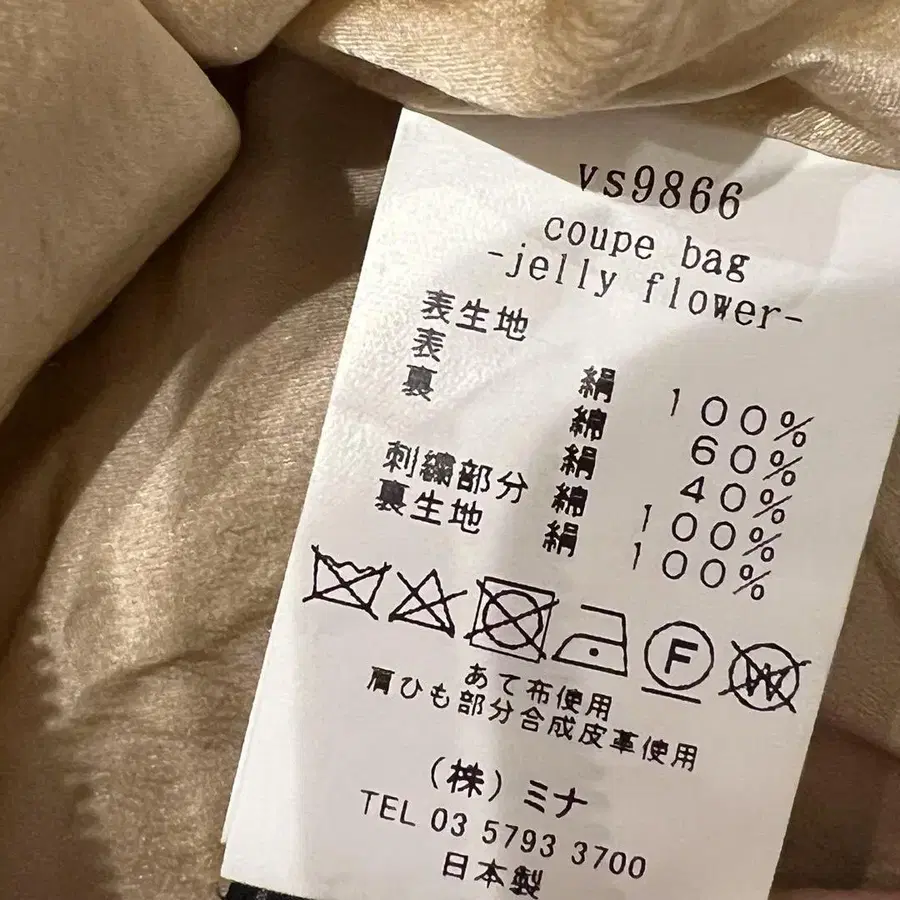 vs9866
coupe bag
-jelly flower-
表生地
表 絹 100%
裏 綿 60%
絹 40%
刺繍部分 綿 100%
裏生地 絹 100%
F
W
あて布使用
肩ひも部分合成皮革使用
(株)ミナ
TEL 03 5793 3700
日本製